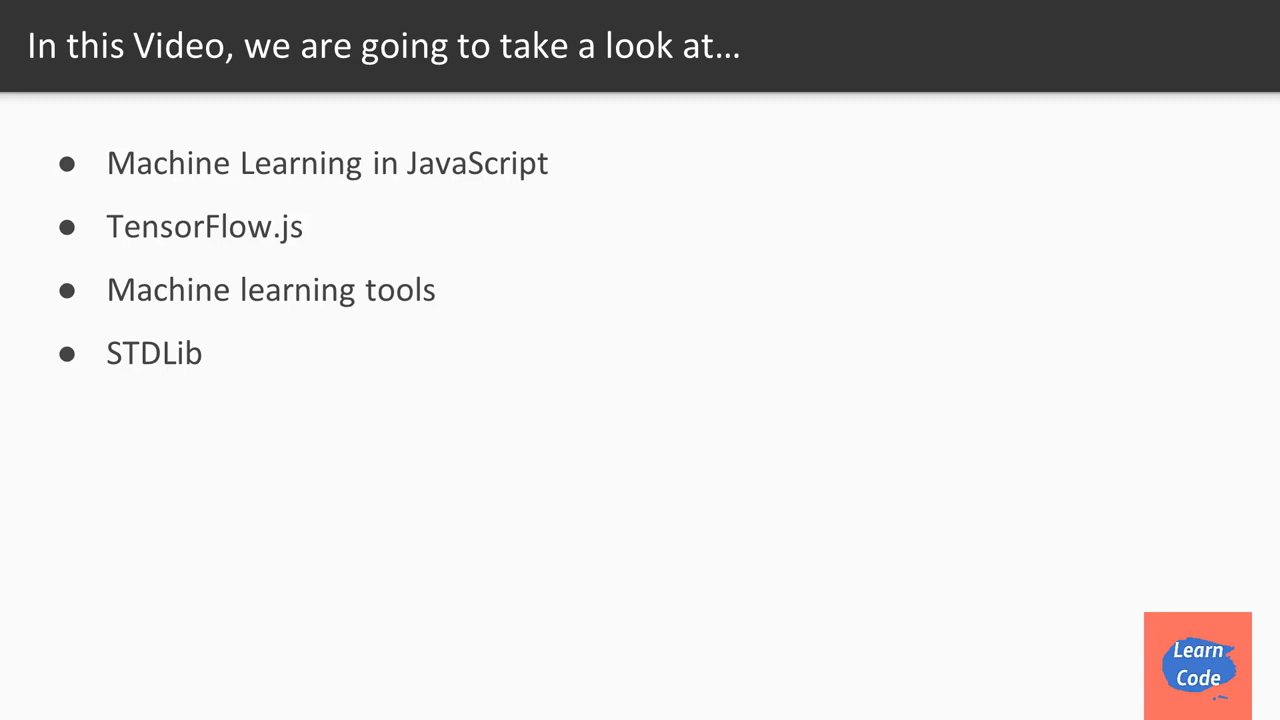 In this Video, we are going to take a look at...
● Machine Learning in JavaScript
● TensorFlow.js
● Machine learning tools
● STDLib
Learn
Code